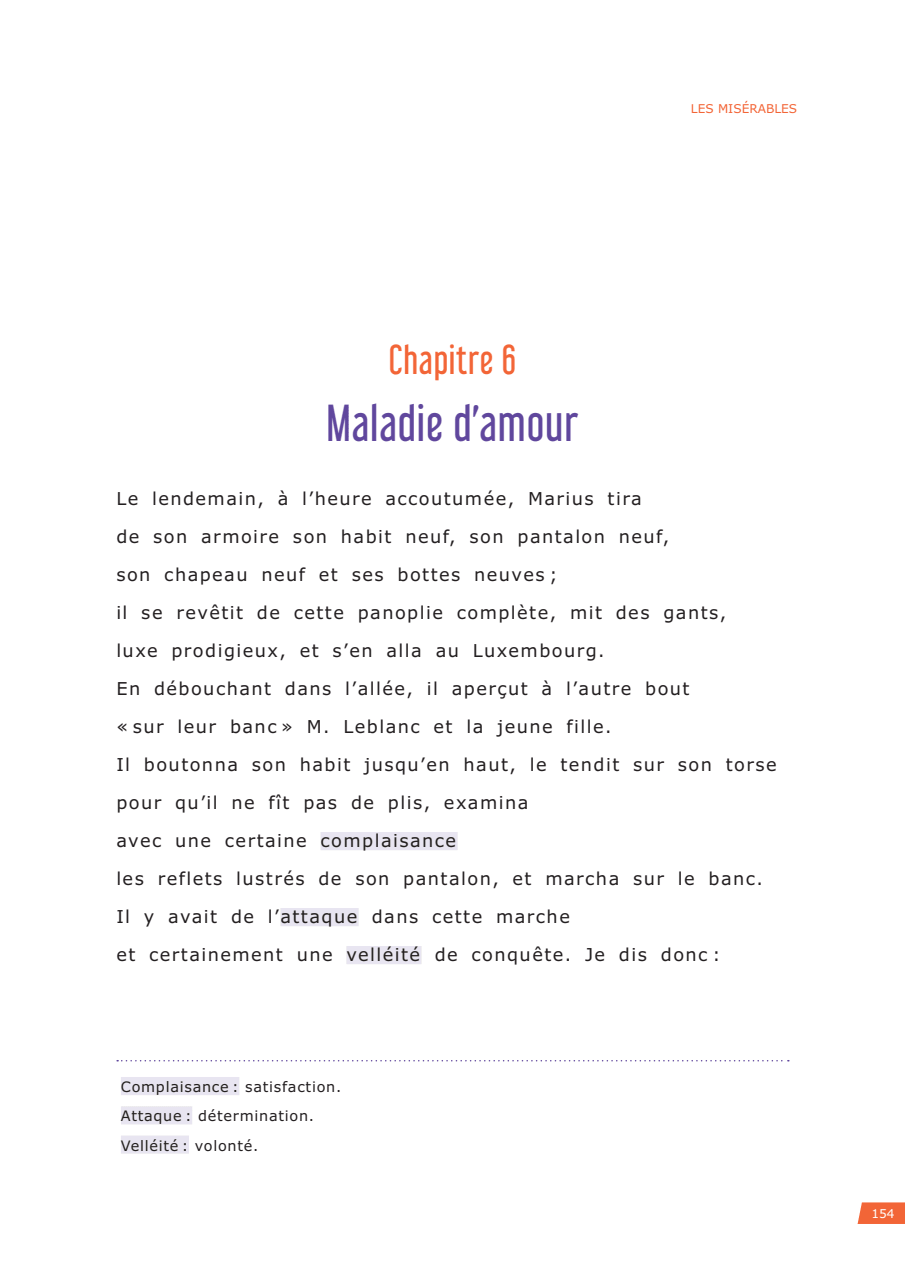 LES MISÉRABLES
Chapitre 6
Maladie d’amour
Le lendemain, à l’heure accoutumée, Marius tira
de son armoire son habit neuf, son pantalon neuf,
son chapeau neuf et ses bottes neuves ;
il se revêtit de cette panoplie complète, mit des gants,
luxe prodigieux, et s’en alla au Luxembourg.
En débouchant dans l’allée, il aperçut à l’autre bout
« sur leur banc » M. Leblanc et la jeune fille.
Il boutonna son habit jusqu’en haut, le tendit sur son torse
pour qu’il ne fît pas de plis, examina
avec une certaine complaisance
les reflets lustrés de son pantalon, et marcha sur le banc.
Il y avait de l’attaque dans cette marche
et certainement une velléité de conquête. Je dis donc :
Complaisance : satisfaction.
Attaque : détermination.
Velléité : volonté.
154